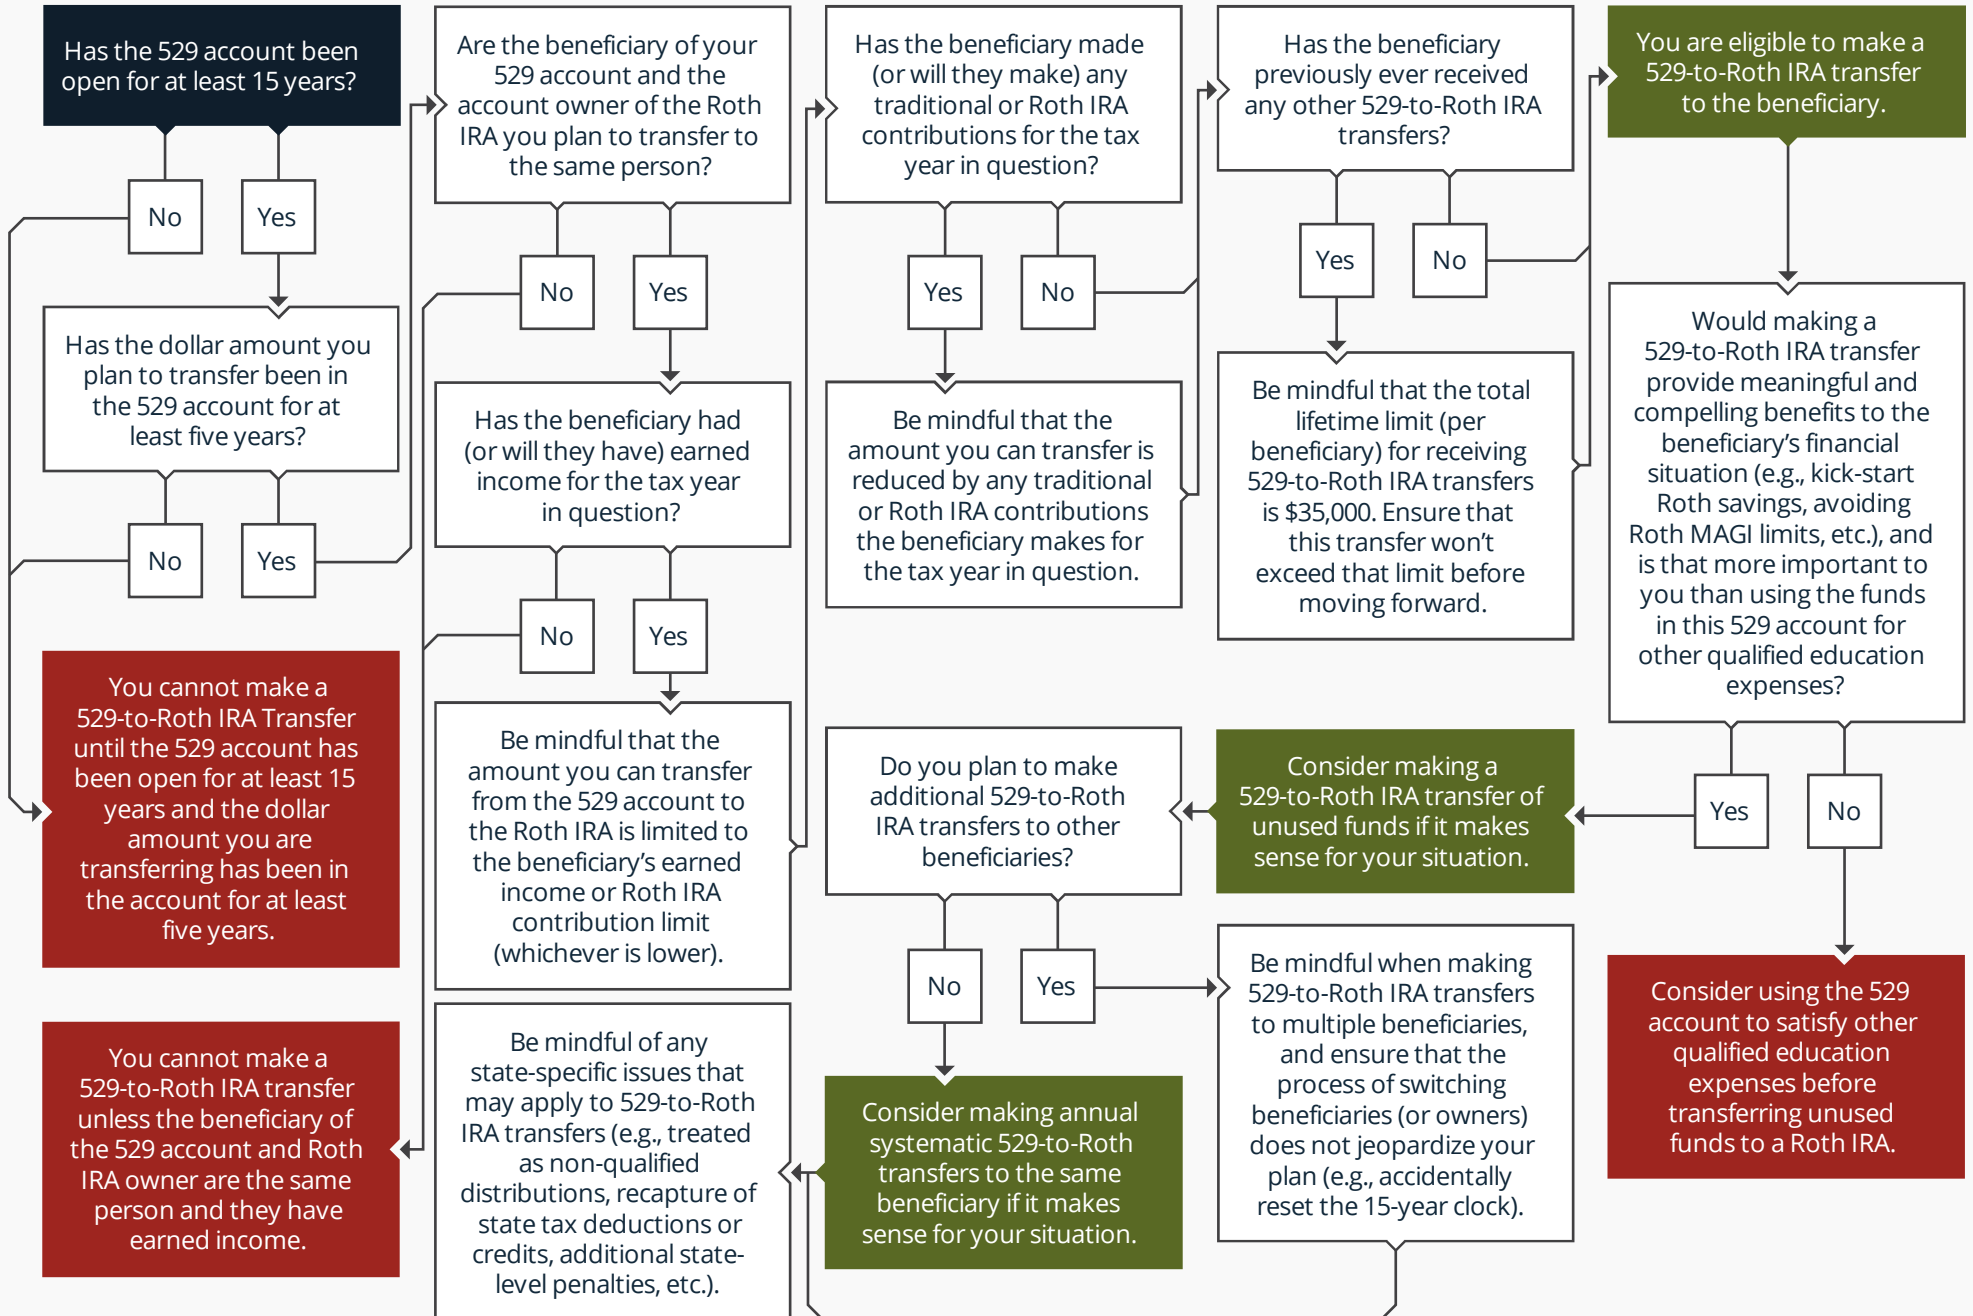 Has the 529 account been
open for at least 15 years?
No
Yes
Has the dollar amount you
plan to transfer been in
the 529 account for at
least five years?
No
Yes
You cannot make a
529-to-Roth IRA Transfer
until the 529 account has
been open for at least 15
years and the dollar
amount you are
transferring has been in
the account for at least
five years.
You cannot make a
529-to-Roth IRA transfer
unless the beneficiary of
the 529 account and Roth
IRA owner are the same
person and they have
earned income.
Are the beneficiary of your
529 account and the
account owner of the Roth
IRA you plan to transfer to
the same person?
No
Yes
Has the beneficiary had
(or will they have) earned
income for the tax year
in question?
No
Yes
Be mindful that the
amount you can transfer
from the 529 account to
the Roth IRA is limited to
the beneficiary's earned
income or Roth IRA
contribution limit
(whichever is lower).
Be mindful of any
state-specific issues that
may apply to 529-to-Roth
IRA transfers (e.g., treated
as non-qualified
distributions, recapture of
state tax deductions or
credits, additional state-
level penalties, etc.).
Has the beneficiary made
(or will they make) any
traditional or Roth IRA
contributions for the tax
year in question?
Yes
No
Be mindful that the
amount you can transfer is
reduced by any traditional
or Roth IRA contributions
the beneficiary makes for
the tax year in question.
Has the beneficiary
previously ever received
any other 529-to-Roth IRA
transfers?
Yes
No
Be mindful that the total
lifetime limit (per
beneficiary) for receiving
529-to-Roth IRA transfers
is $35,000. Ensure that
this transfer won't
exceed that limit before
moving forward.
You are eligible to make a
529-to-Roth IRA transfer
to the beneficiary.
Would making a
529-to-Roth IRA transfer
provide meaningful and
compelling benefits to the
beneficiary's financial
situation (e.g., kick-start
Roth savings, avoiding
Roth MAGI limits, etc.), and
is that more important to
you than using the funds
in this 529 account for
other qualified education
expenses?
Yes
No
Consider making a
529-to-Roth IRA transfer of
unused funds if it makes
sense for your situation.
Consider using the 529
account to satisfy other
qualified education
expenses before
transferring unused
funds to a Roth IRA.
Do you plan to make
additional 529-to-Roth
IRA transfers to other
beneficiaries?
No
Yes
Be mindful when making
529-to-Roth IRA transfers
to multiple beneficiaries,
and ensure that the
process of switching
beneficiaries (or owners)
does not jeopardize your
plan (e.g., accidentally
reset the 15-year clock).
Consider making annual
systematic 529-to-Roth
transfers to the same
beneficiary if it makes
sense for your situation.